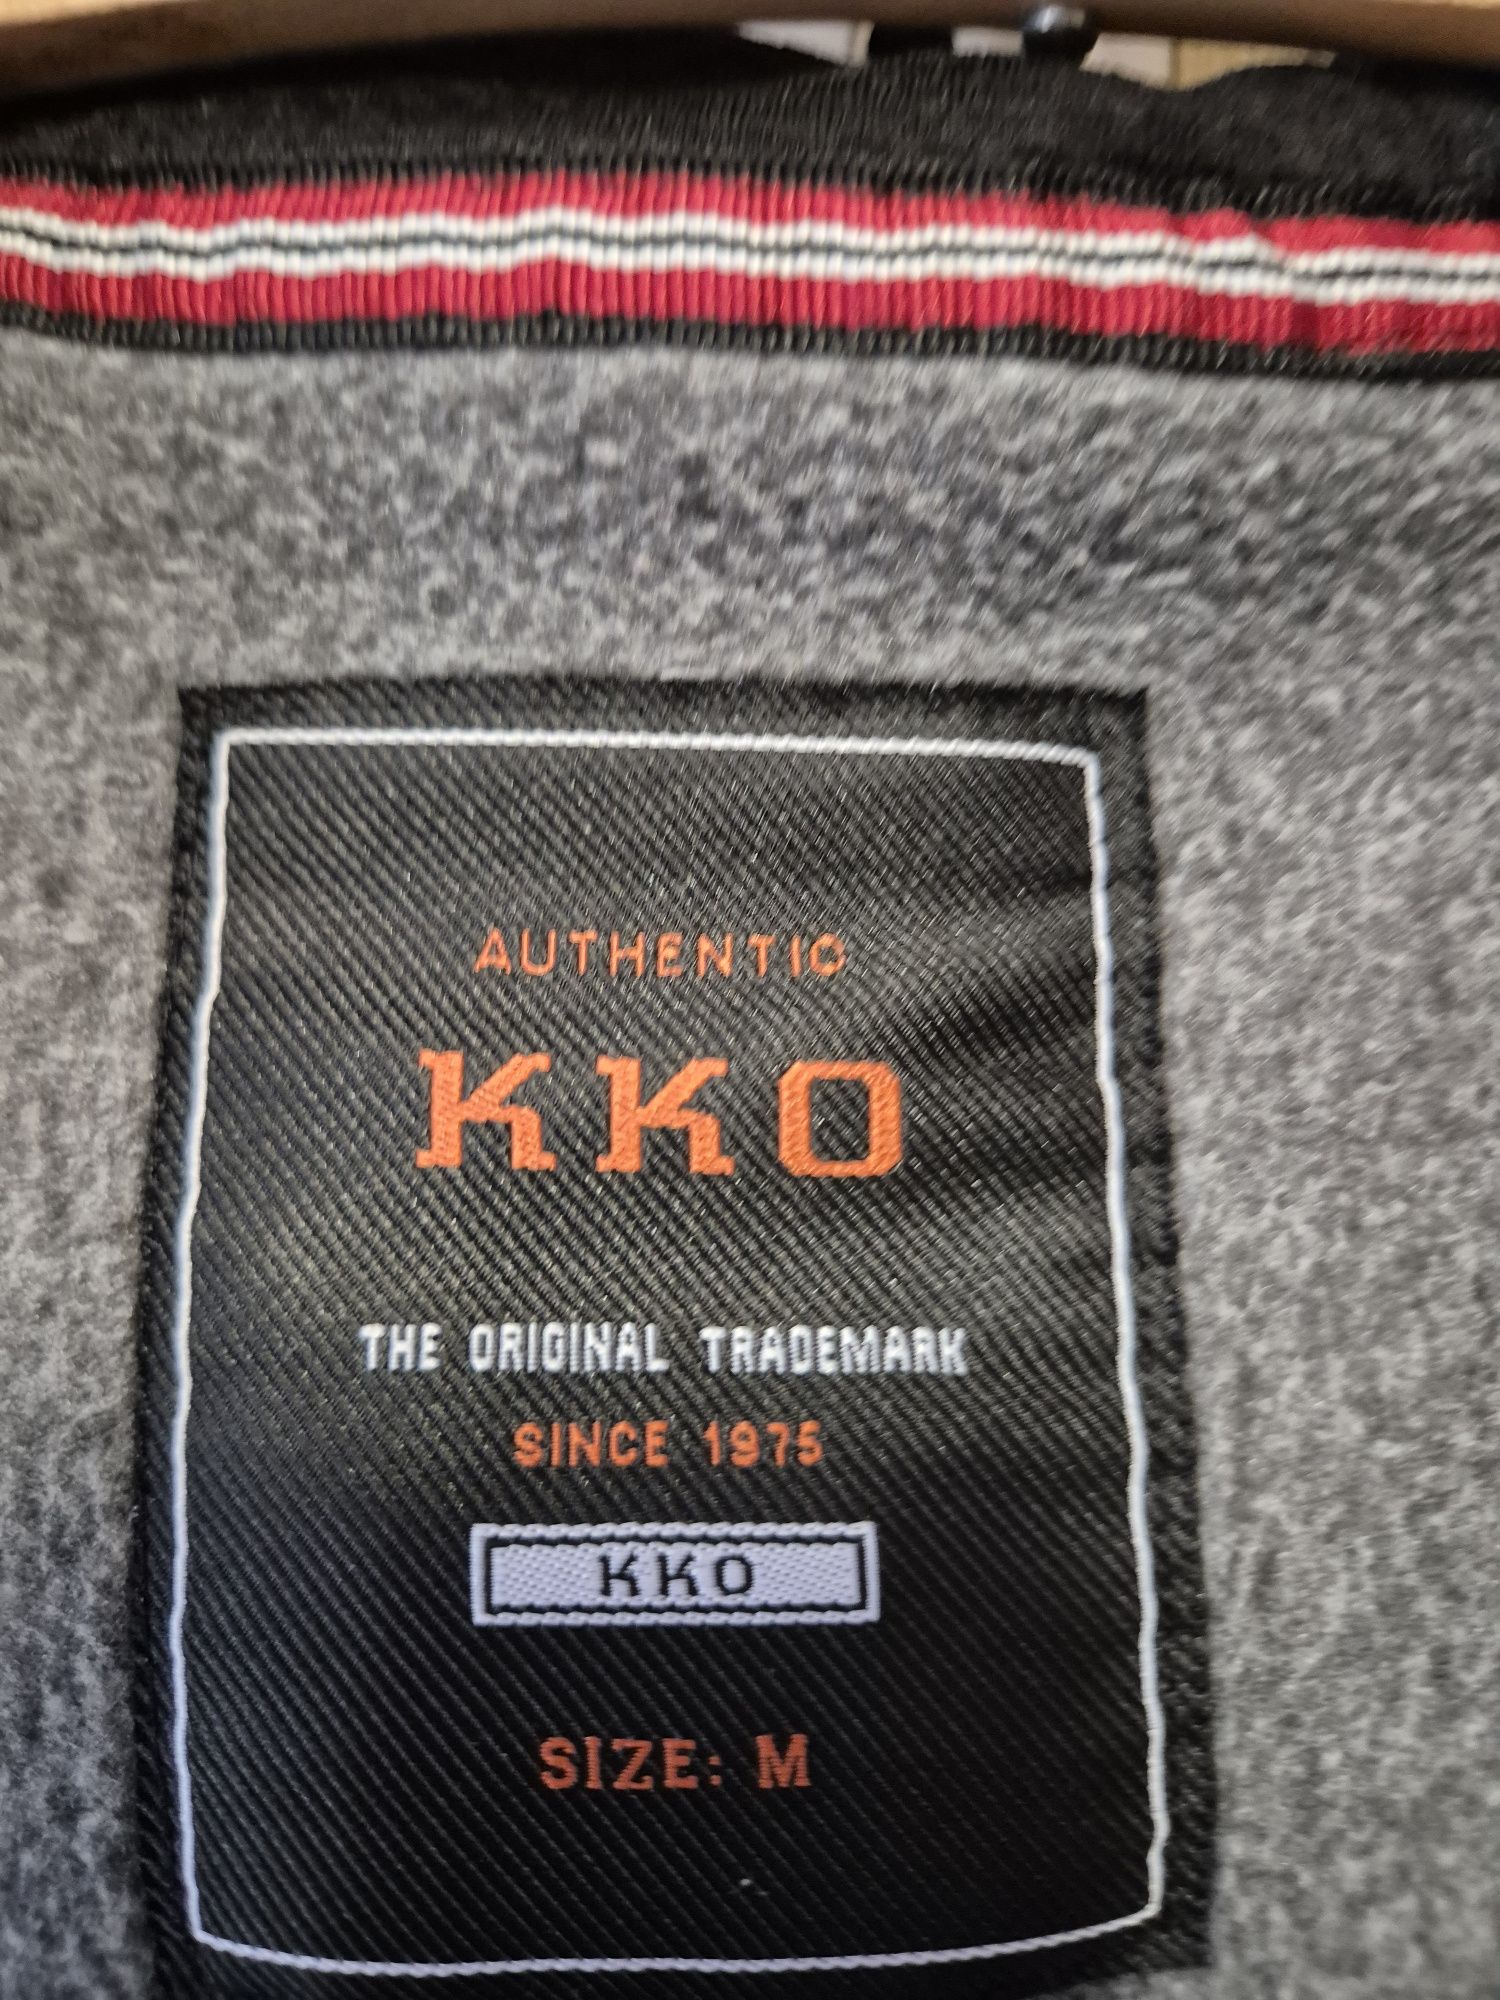 AUTHENTIC
KKO
THE ORIGINAL TRADEMARK
SINCE 1975
KKO
SIZE: M